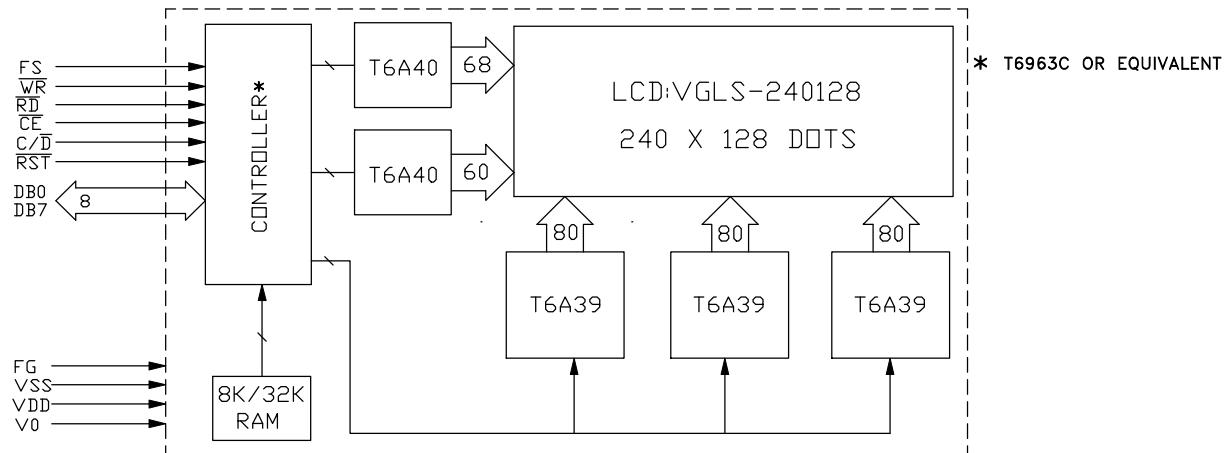 FS
WR
RD
CE
C/D
RST
DB0
DB7
8
CONTROLLER*
T6A40
68
T6A40
60
LCD:VGLS-240128
240 X 128 DOTS
* T6963C OR EQUIVALENT
80
80
80
T6A39
T6A39
T6A39
FG
VSS
VDD
V0
8K/32K
RAM